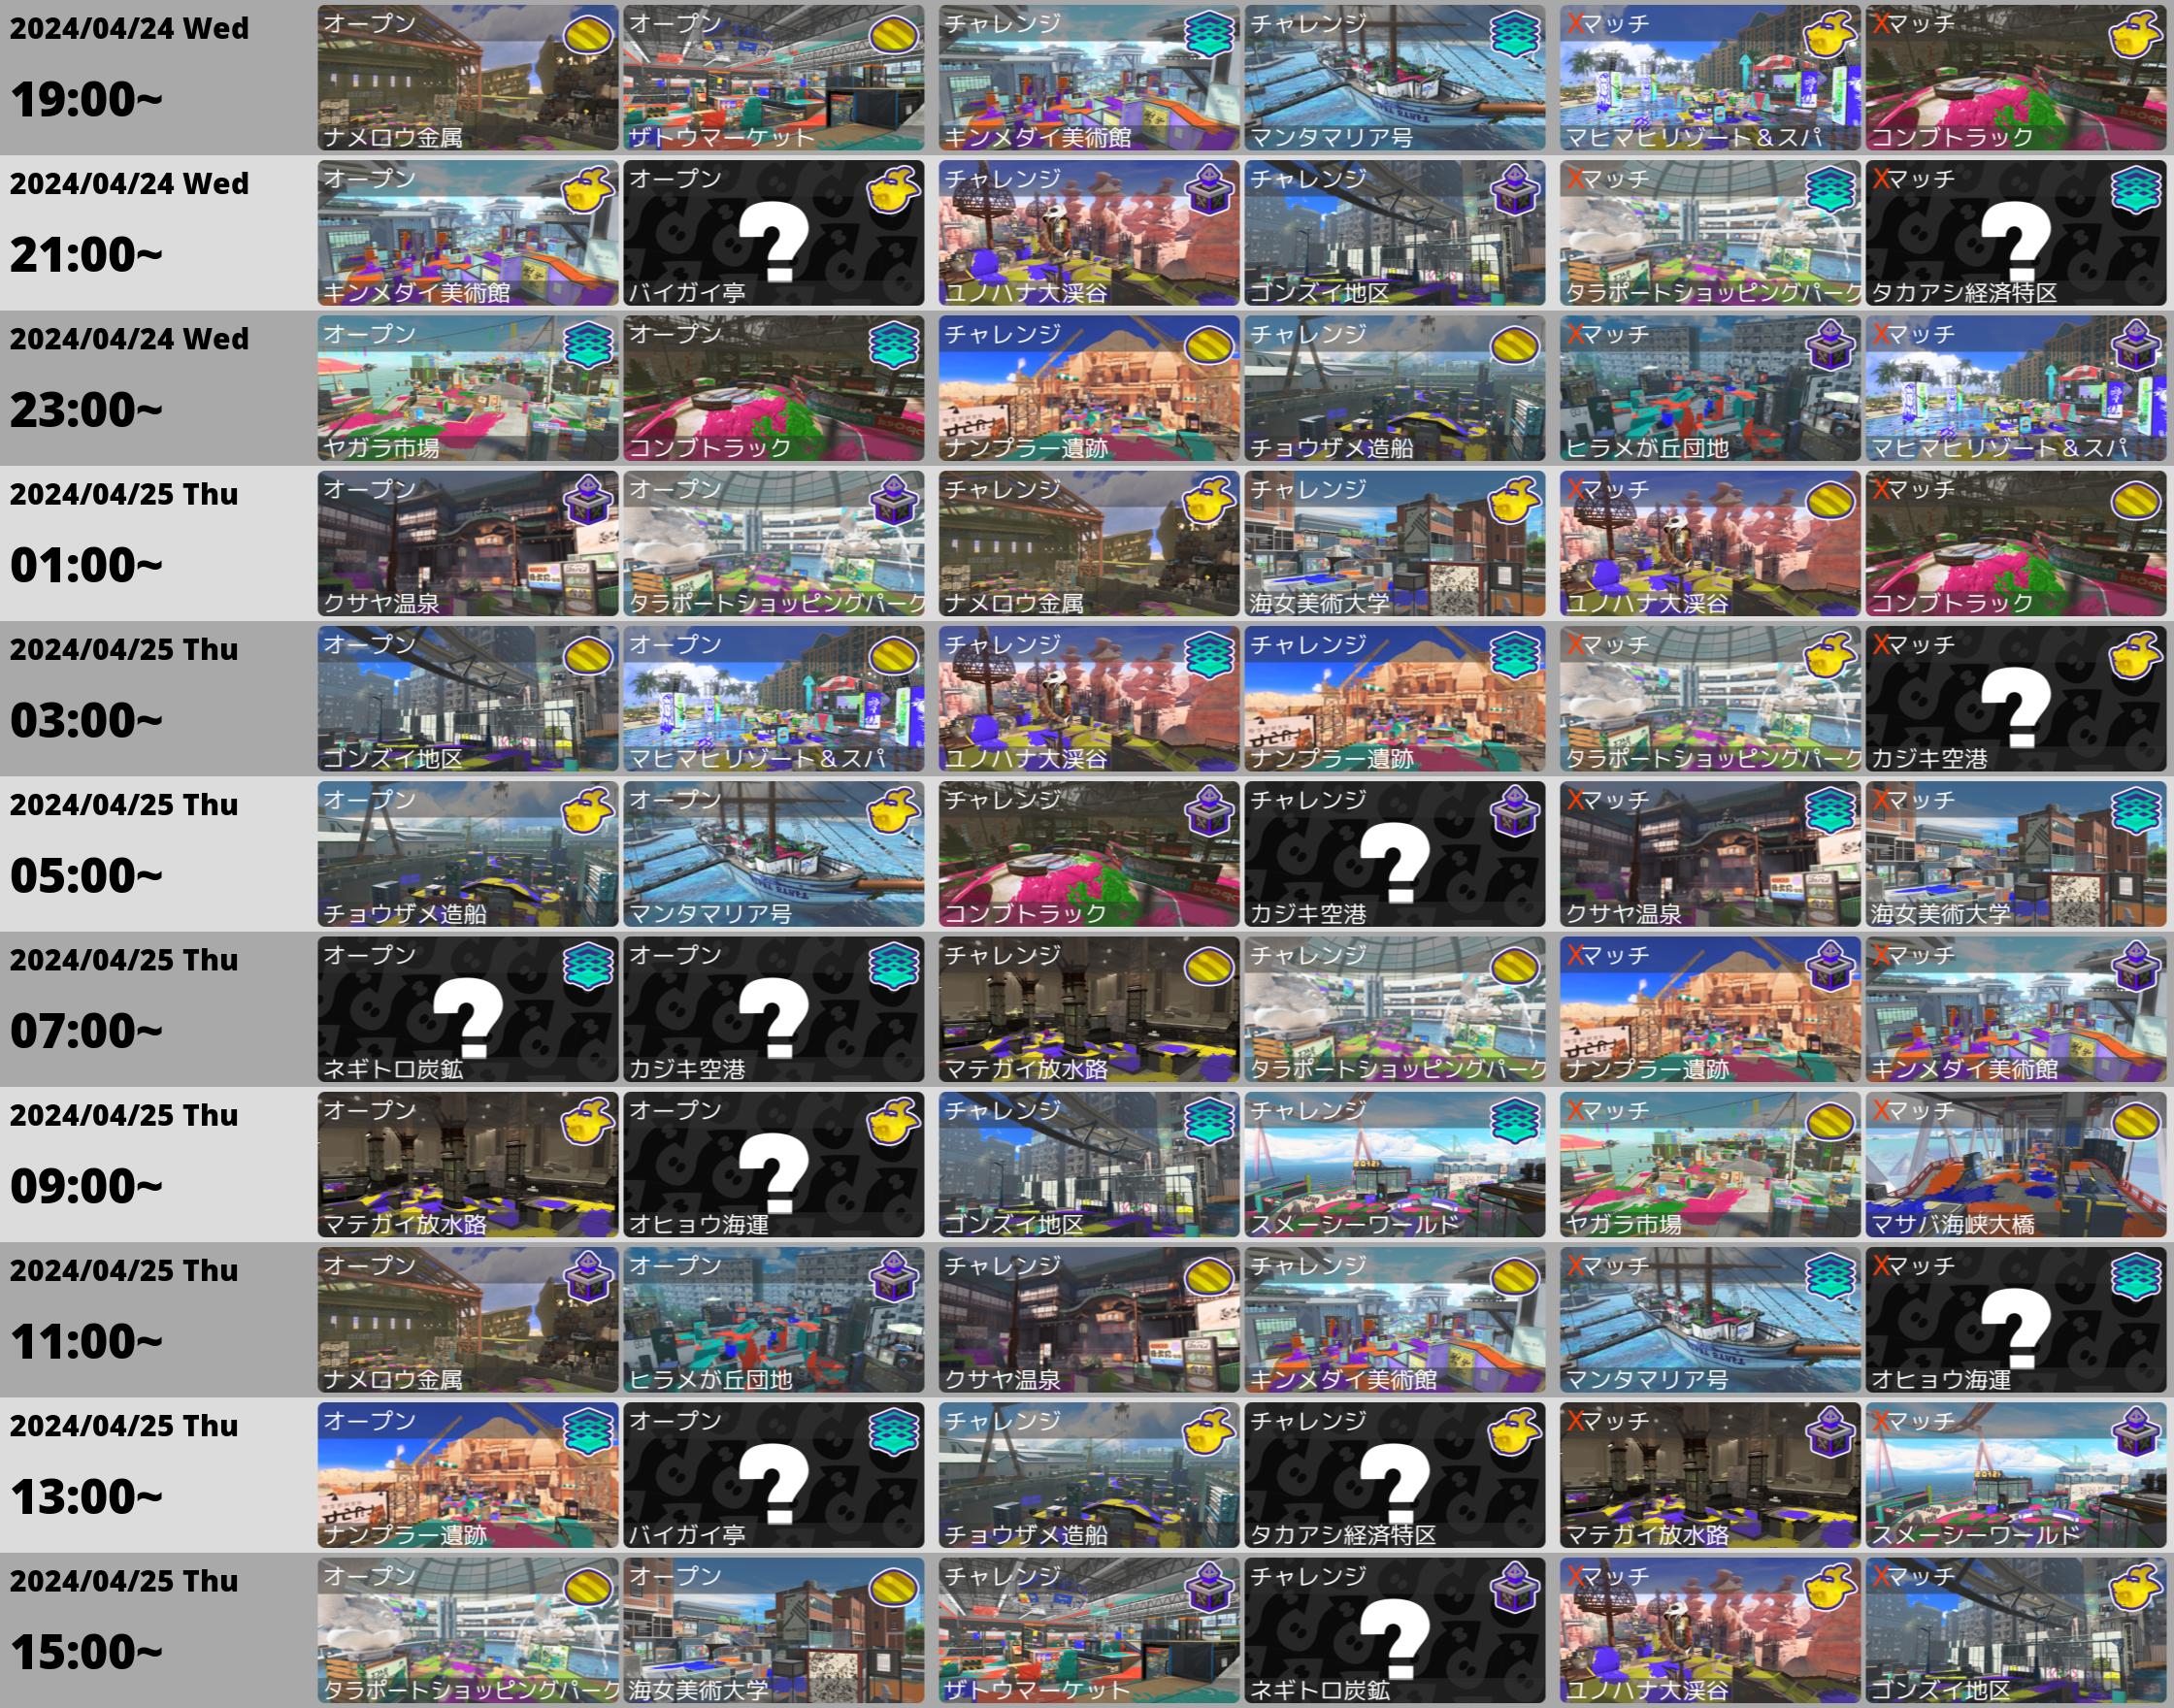 2024/04/24 Wed
19:00~
オープン
ナメロウ金属
オープン
ザトウマーケット
チャレンジ
キンメダイ美術館
チャレンジ
マンタマリア号
Xマッチ
マヒマヒリゾート＆スパ
Xマッチ
コンブトラック
2024/04/24 Wed
21:00~
オープン
キンメダイ美術館
オープン
?
バイガイ亭
チャレンジ
ユノハナ大渓谷
チャレンジ
ゴンズイ地区
Xマッチ
タラポートショッピングパーク
Xマッチ
?
タカアシ経済特区
2024/04/24 Wed
23:00~
オープン
ヤガラ市場
オープン
コンブトラック
チャレンジ
ナンプラー遺跡
チャレンジ
チョウザメ造船
Xマッチ
ヒラメが丘団地
Xマッチ
マヒマヒリゾート＆スパ
2024/04/25 Thu
01:00~
オープン
クサヤ温泉
オープン
タラポートショッピングパーク
チャレンジ
ナメロウ金属
チャレンジ
海女美術大学
Xマッチ
ユノハナ大渓谷
Xマッチ
コンブトラック
2024/04/25 Thu
03:00~
オープン
ゴンズイ地区
オープン
マヒマヒリゾート＆スパ
チャレンジ
ユノハナ大渓谷
チャレンジ
ナンプラー遺跡
Xマッチ
タラポートショッピングパーク
Xマッチ
?
カジキ空港
2024/04/25 Thu
05:00~
オープン
チョウザメ造船
オープン
マンタマリア号
チャレンジ
コンブトラック
チャレンジ
?
カジキ空港
Xマッチ
クサヤ温泉
Xマッチ
海女美術大学
2024/04/25 Thu
07:00~
オープン
?
ネギトロ炭鉱
オープン
?
カジキ空港
チャレンジ
マテガイ放水路
チャレンジ
タラポートショッピングパーク
Xマッチ
ナンプラー遺跡
Xマッチ
キンメダイ美術館
2024/04/25 Thu
09:00~
オープン
マテガイ放水路
オープン
?
オヒョウ海運
チャレンジ
ゴンズイ地区
チャレンジ
スメーシーワールド
Xマッチ
ヤガラ市場
Xマッチ
マサバ海峡大橋
2024/04/25 Thu
11:00~
オープン
ナメロウ金属
オープン
ヒラメが丘団地
チャレンジ
クサヤ温泉
チャレンジ
キンメダイ美術館
Xマッチ
マンタマリア号
Xマッチ
?
オヒョウ海運
2024/04/25 Thu
13:00~
オープン
ナンプラー遺跡
オープン
?
バイガイ亭
チャレンジ
チョウザメ造船
チャレンジ
?
タカアシ経済特区
Xマッチ
マテガイ放水路
Xマッチ
スメーシーワールド
2024/04/25 Thu
15:00~
オープン
タラポートショッピングパーク
オープン
海女美術大学
チャレンジ
ザトウマーケット
チャレンジ
?
ネギトロ炭鉱
Xマッチ
ユノハナ大渓谷
Xマッチ
ゴンズイ地区